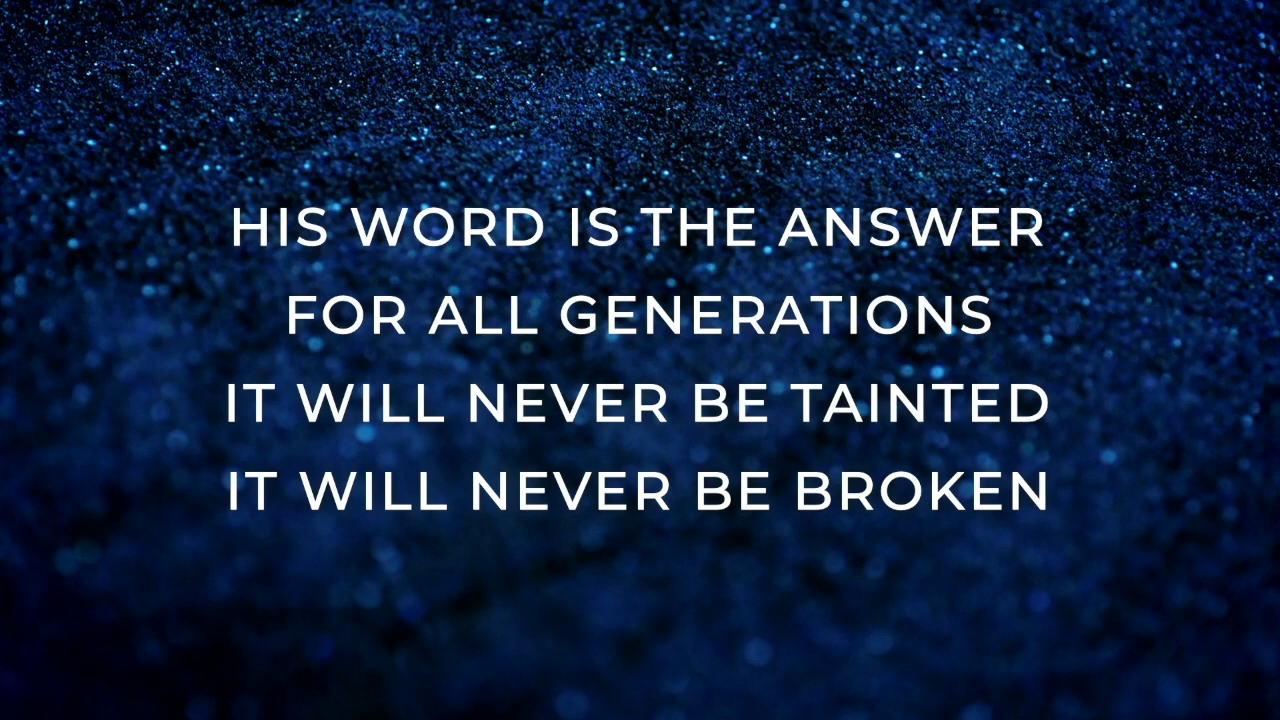 HIS WORD IS THE ANSWER
FOR ALL GENERATIONS
IT WILL NEVER BE TAINTED
IT WILL NEVER BE BROKEN